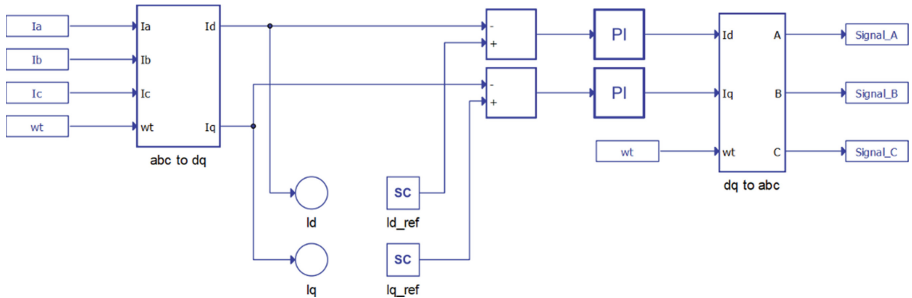 Ia
Ib
Ic
wt
Ia
Ib
Ic
wt
Id
Iq
abc to dq
-
+
-
+
PI
PI
Id
Iq
SC
Id_ref
SC
Iq_ref
wt
Id
Iq
wt
A
B
C
dq to abc
Signal_A
Signal_B
Signal_C